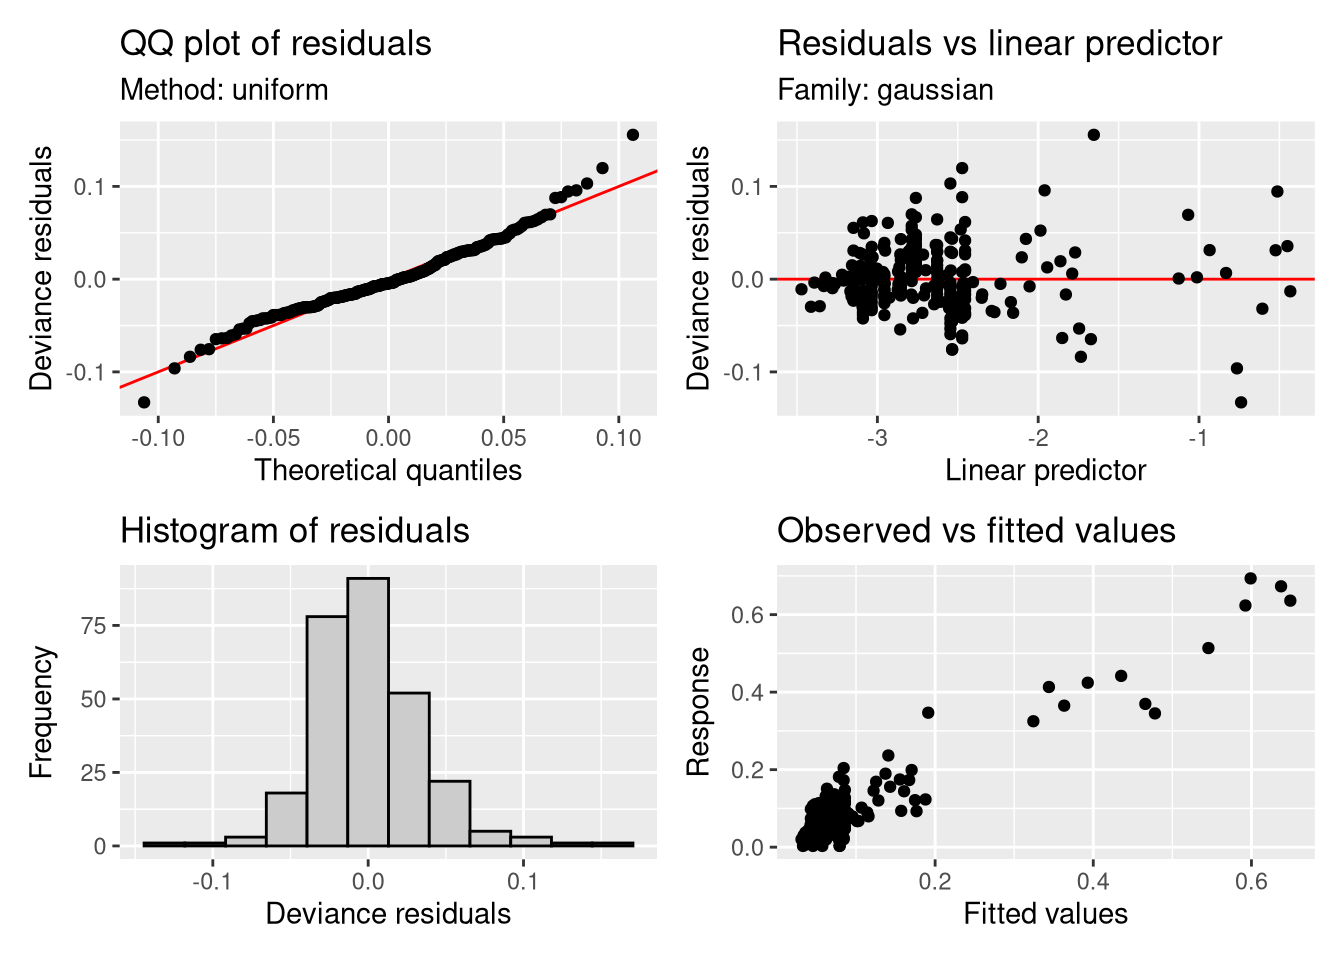 QQ plot of residuals
Method: uniform
Deviance residuals
0.1
0.0
-0.1
-0.10 -0.05 0.00 0.05 0.10
Theoretical quantiles
Residuals vs linear predictor
Family: gaussian
Deviance residuals
0.1
0.0
-0.1
-3 -2 -1
Linear predictor
Histogram of residuals
Frequency
75
50
25
0
-0.1 0.0 0.1
Deviance residuals
Observed vs fitted values
Response
0.6
0.4
0.2
0.0
0.2 0.4 0.6
Fitted values